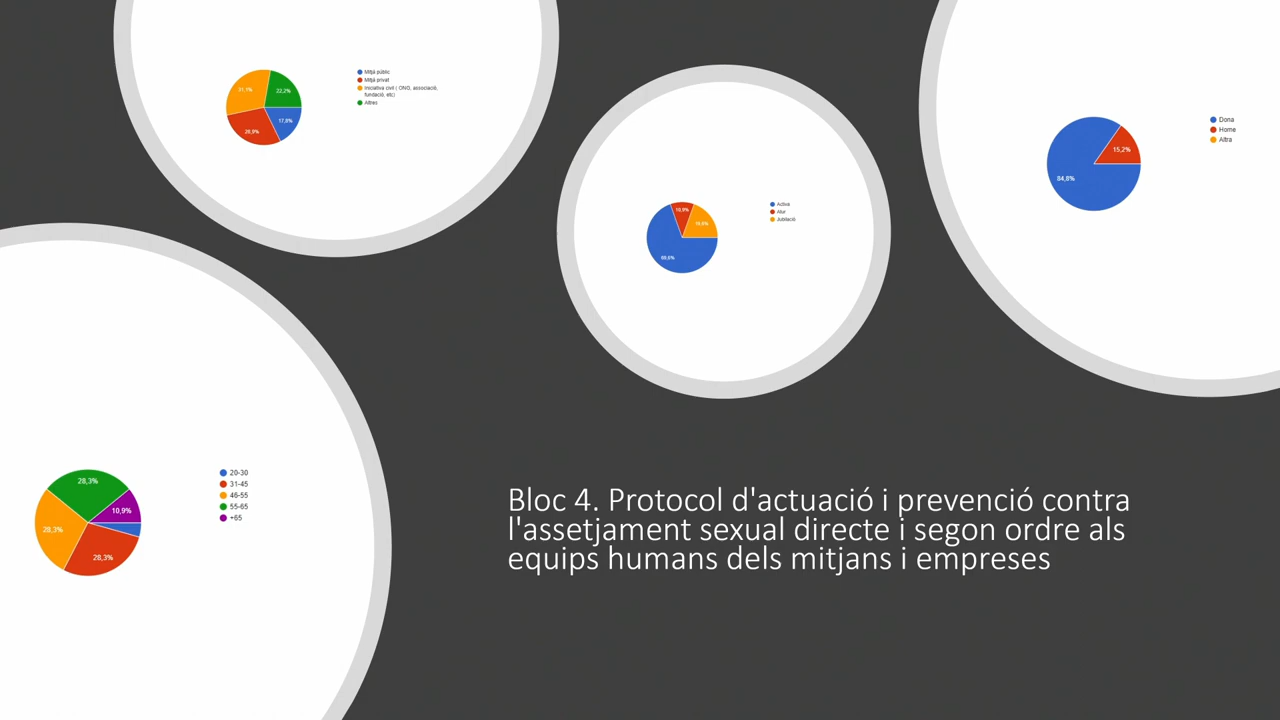 31,1%
22,2%
28,9%
17,8%
Mitjà públic
Mitjà privat
Iniciativa civil ( ONG, associació,
fundació, etc)
Altres
69,6%
Activa
Atur
Jubilació
84,8%
15,2%
Dona
Home
Altra
28,3%
10,9%
28,3%
28,3%
20-30
31-45
46-55
55-65
+65
Bloc 4. Protocol d'actuació i prevenció contra
l'assetjament sexual directe i segon ordre als
equips humans dels mitjans i empreses